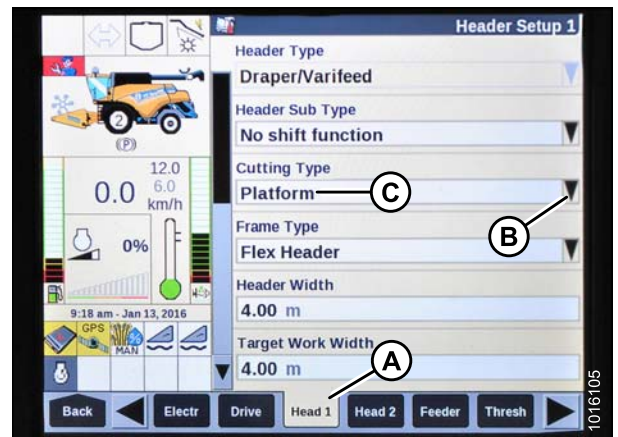 Header Setup 1
Header Type
Draper/Varifeed
Header Sub Type
No shift function
Cutting Type
Platform
C
B
Frame Type
Flex Header
Header Width
4.00 m
Target Work Width
A
4.00 m
2
(P)
12.0
0.0 6.0
km/h
0%
E
9:18 am - Jan 13, 2016
GPS
MAN
Back Electr Drive Head 1 Head 2 Feeder Thresh
1016105